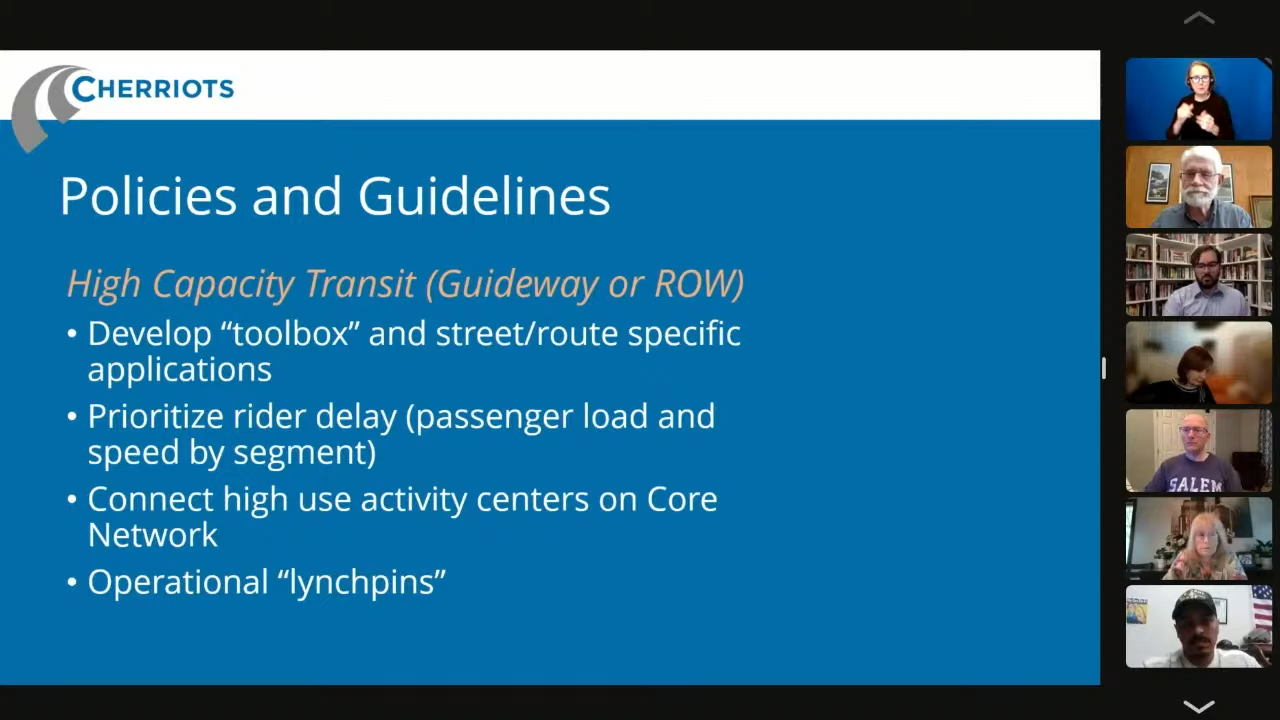 CHERRIOTS
Policies and Guidelines
High Capacity Transit (Guideway or ROW)
• Develop “toolbox” and street/route specific
applications
• Prioritize rider delay (passenger load and
speed by segment)
• Connect high use activity centers on Core
Network
• Operational “lynchpins”
SALEM